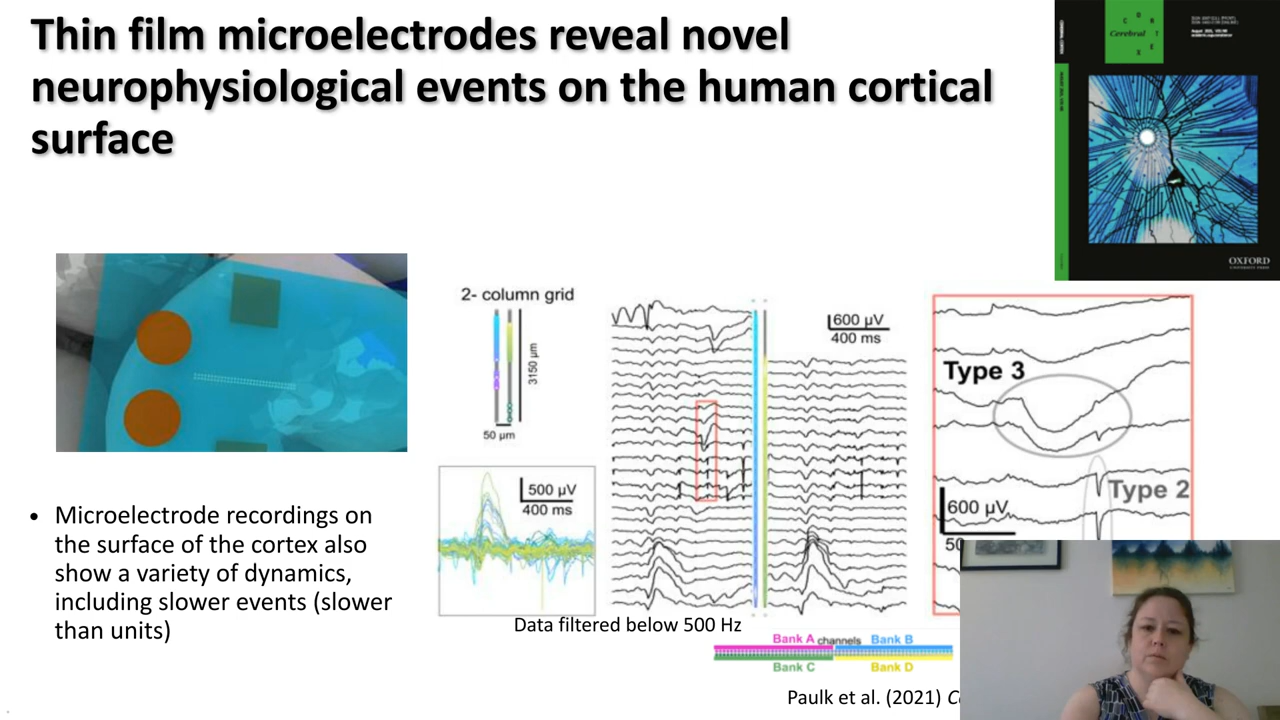 Thin film microelectrodes reveal novel
neurophysiological events on the human cortical
surface
C O R T E X
Cerebral
OXFORD
UNIVERSITY PRESS
2- column grid
3150 µm
50 µm
500 µV
400 ms
600 µV
400 ms
Type 3
Type 2
600 µV
50
• Microelectrode recordings on
the surface of the cortex also
show a variety of dynamics,
including slower events (slower
than units)
Data filtered below 500 Hz
Bank A channels Bank B
Bank C Bank D
Paulk et al. (2021) C